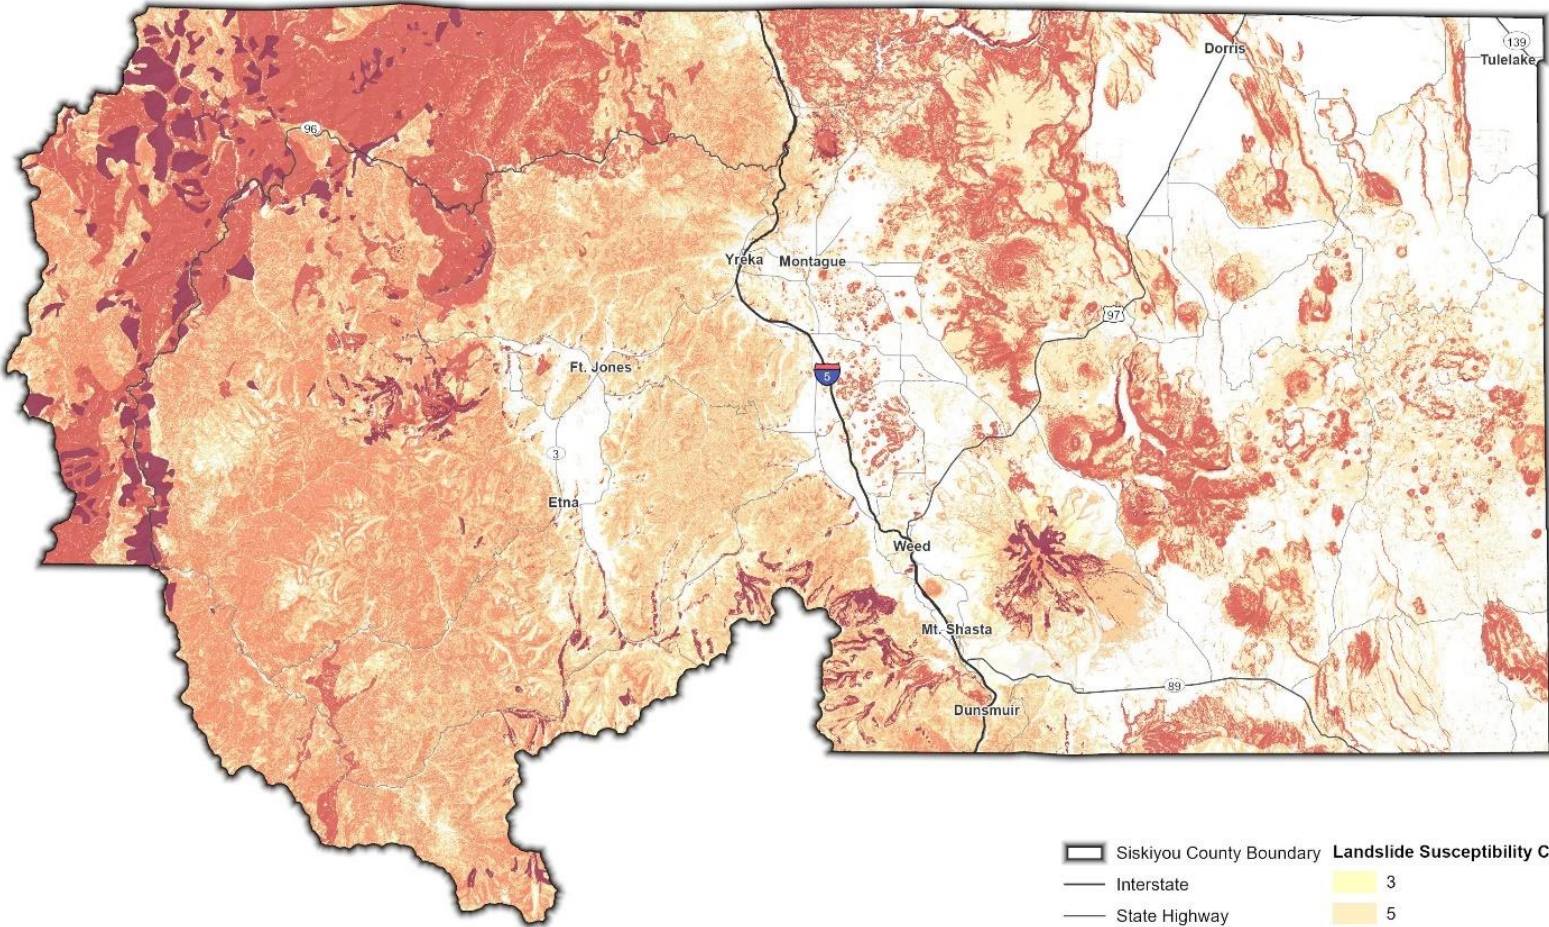 139
Tulelake
Dorris
96
Yreka
Montague
97
Ft. Jones
5
3
Etna
Weed
Mt. Shasta
89
Dunsmuir
Siskiyou County Boundary
Landslide Susceptibility C
Interstate
3
State Highway
5